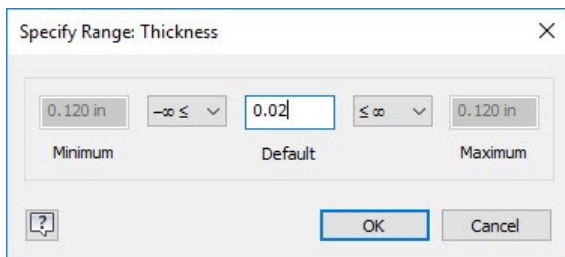 Specify Range: Thickness
0.120 in -∞ ≤ 0.02 ≤ ∞ 0.120 in
Minimum Default Maximum
? OK Cancel